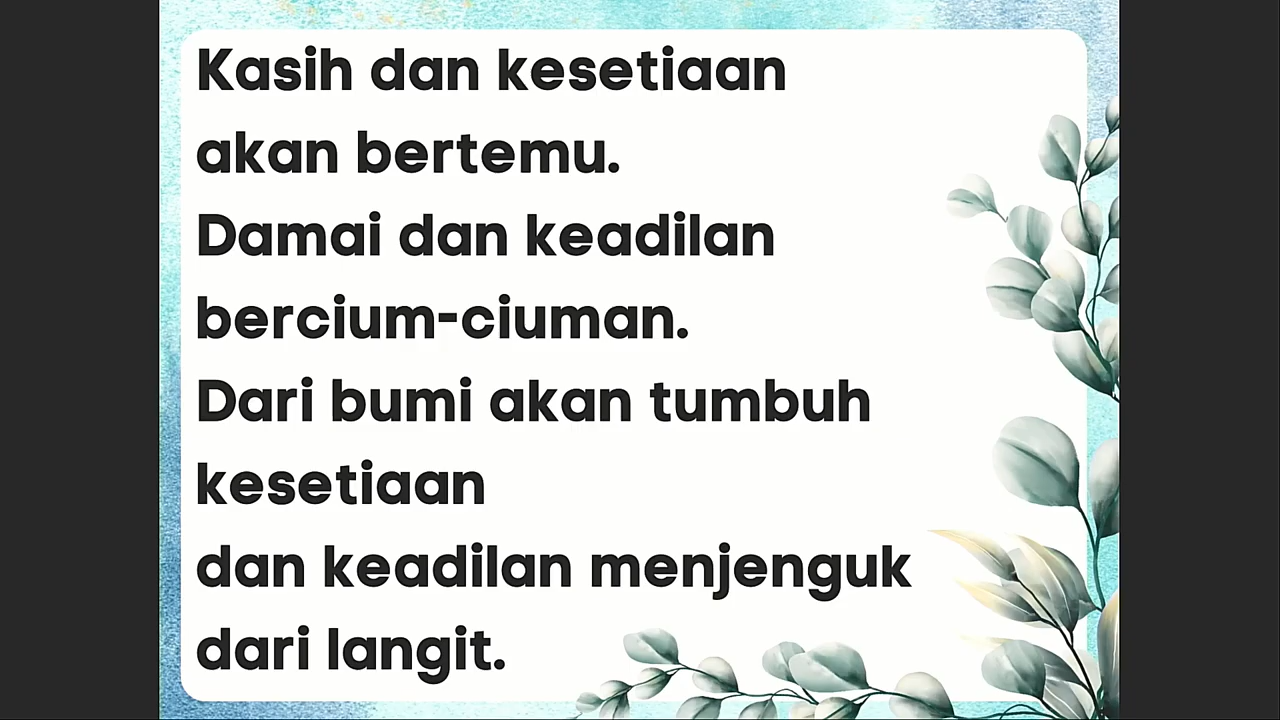 Kasih dan kesetiaan
akan bertemu.
Damai dan keadilan
bercium-ciuman.
Dari bumi akan tumbuh
kesetiaan
dan keadilan menjenguk
dari langit.